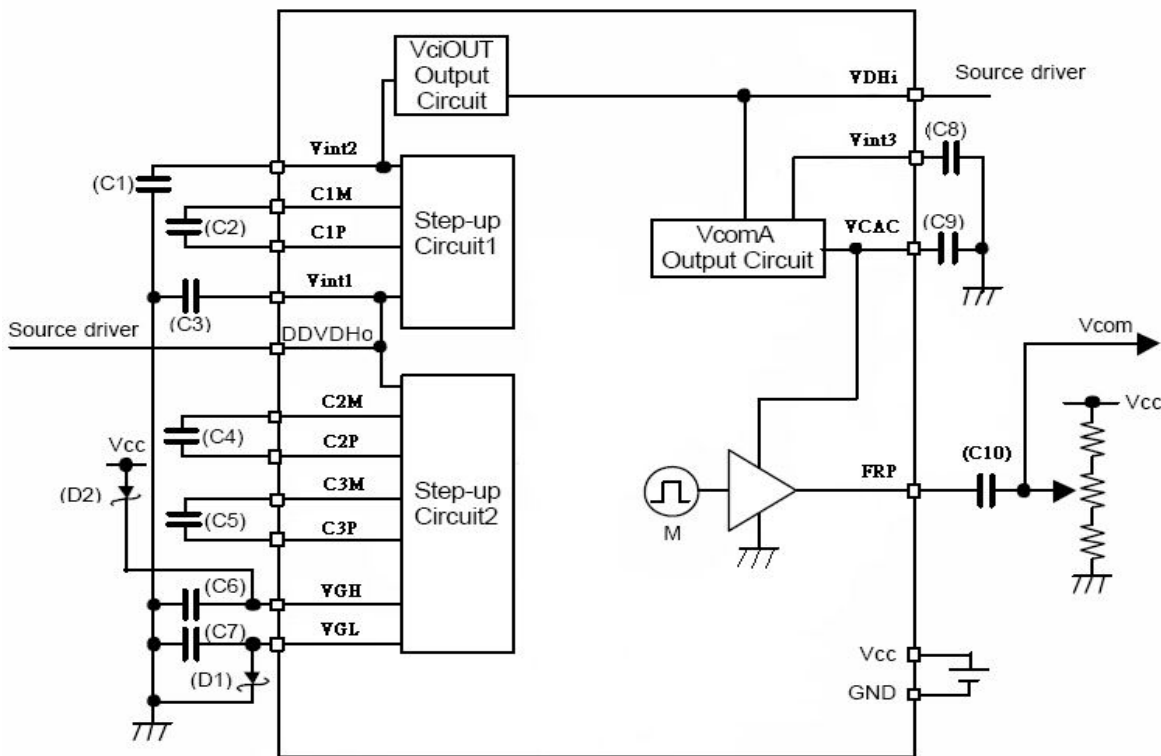 VciOUT
Output
Circuit
VDHi
Source driver
Vint3
(C8)
Vint2
(C1)
C1M
(C2)
C1P
Step-up
Circuit1
VCAC
(C9)
VcomA
Output Circuit
Vint1
(C3)
Source driver
DDVDHo
Vcom
C2M
(C4)
C2P
Vcc
Vcc
(D2)
C3M
(C5)
C3P
Step-up
Circuit2
(C10)
FRP
M
(C6)
VGH
(C7)
VGL
(D1)
Vcc
GND